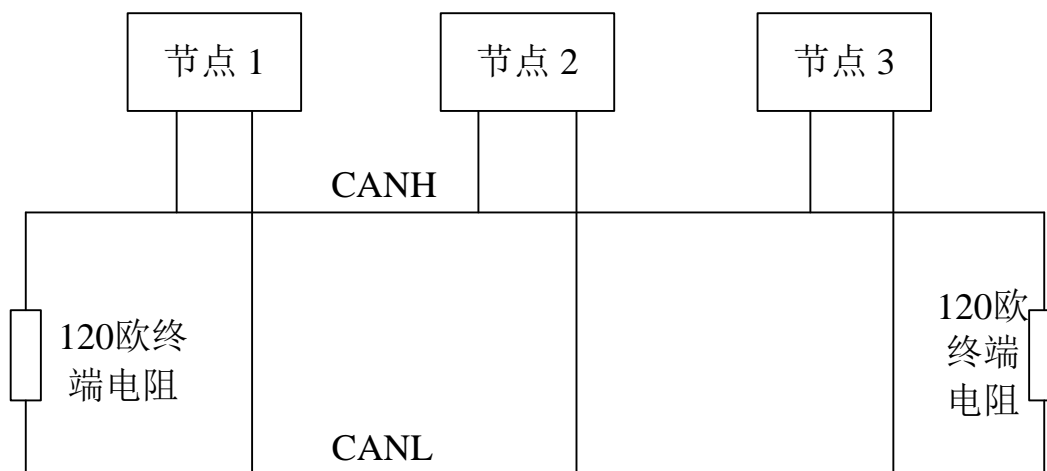 节点 1
节点 2
节点 3
CANH
120欧终
端电阻
120欧
终端
电阻
CANL